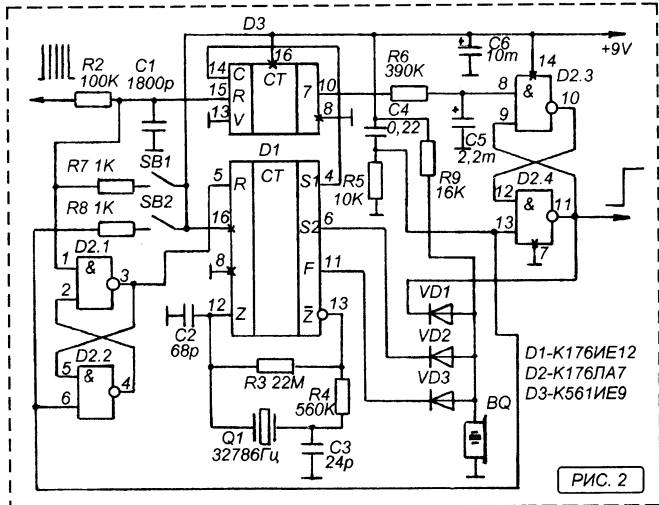 D3
R2
100K
C1
1800p
14
C
CT
16
15
R
7
10
13
V
8
R6
390K
C6
10m
+9V
14
8
&
D2.3
10
9
C4
0,22
C5
2,2m
R5
10K
R9
16K
D2.4
12
&
11
13
7
R7 1K
SB1
R8 1K
SB2
D1
5
R
CT
S1
4
16
S2
6
8
F
11
12
Z
Z̅
13
D2.1
1
&
3
2
D2.2
5
&
4
6
C2
68p
R3 22M
R4
560K
Q1
32786Гц
C3
24p
VD1
VD2
VD3
BQ
D1-К176ИЕ12
D2-К176ЛА7
D3-К561ИЕ9
РИС. 2